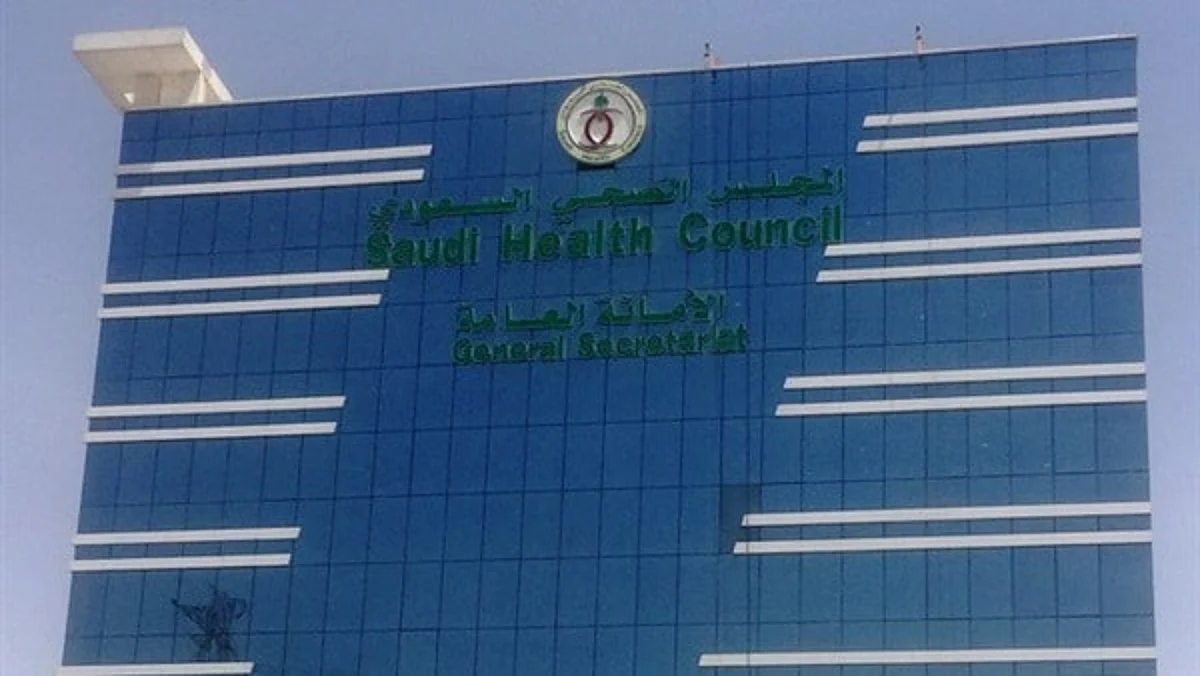 المجلس الصحي السعودي
Saudi Health Council
الأمانة العامة
General Secretariat